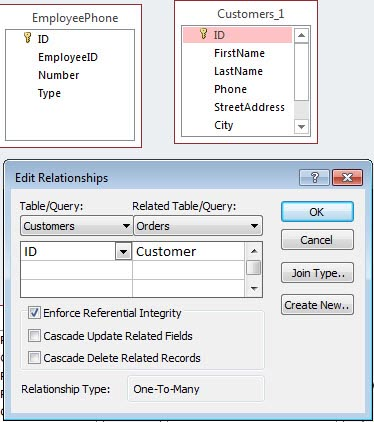 EmployeePhone
ID
EmployeeID
Number
Type
Customers_1
ID
FirstName
LastName
Phone
StreetAddress
City
Edit Relationships
?
Table/Query: Related Table/Query:
Customers Orders
ID Customer
OK
Cancel
Join Type..
Create New..
Enforce Referential Integrity
Cascade Update Related Fields
Cascade Delete Related Records
Relationship Type: One-To-Many